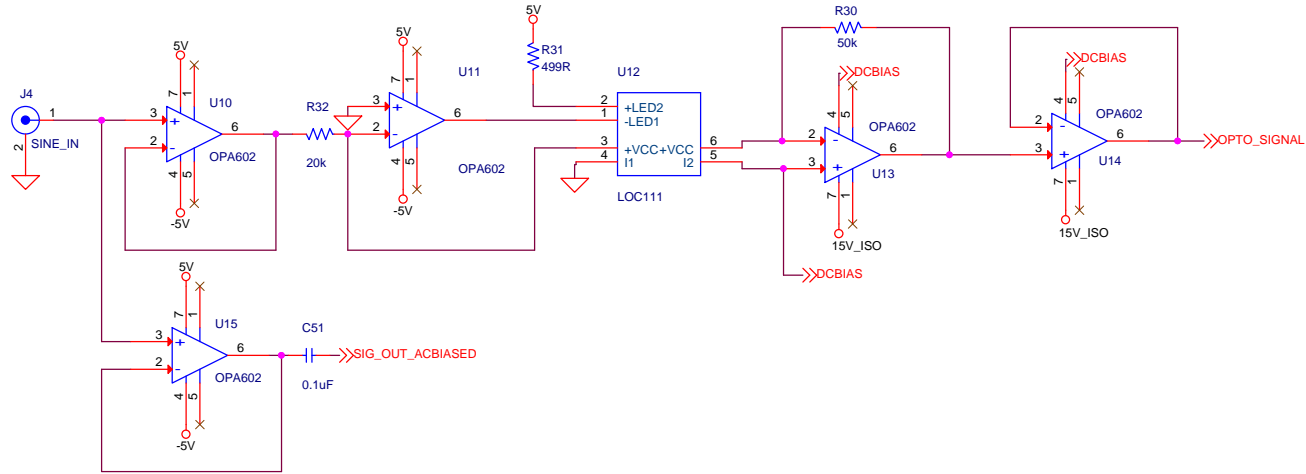 R30
50k
5V
R31
499R
5V
7
1
U10
3
+
2
-
6
OPA602
4
5
-5V
J4
1
2
SINE_IN
R32
20k
5V
7
1
U11
3
+
2
-
6
OPA602
4
5
-5V
U12
2
+LED2
1
-LED1
3
+VCC+VCC
6
4
I1
I2
5
LOC111
DCBIAS
4
5
OPA602
2
-
3
+
6
U13
7
1
15V_ISO
DCBIAS
DCBIAS
4
5
OPA602
2
-
3
+
6
U14
7
1
15V_ISO
OPTO_SIGNAL
5V
7
1
U15
3
+
2
-
6
OPA602
4
5
-5V
C51
0.1uF
SIG_OUT_ACBIASED